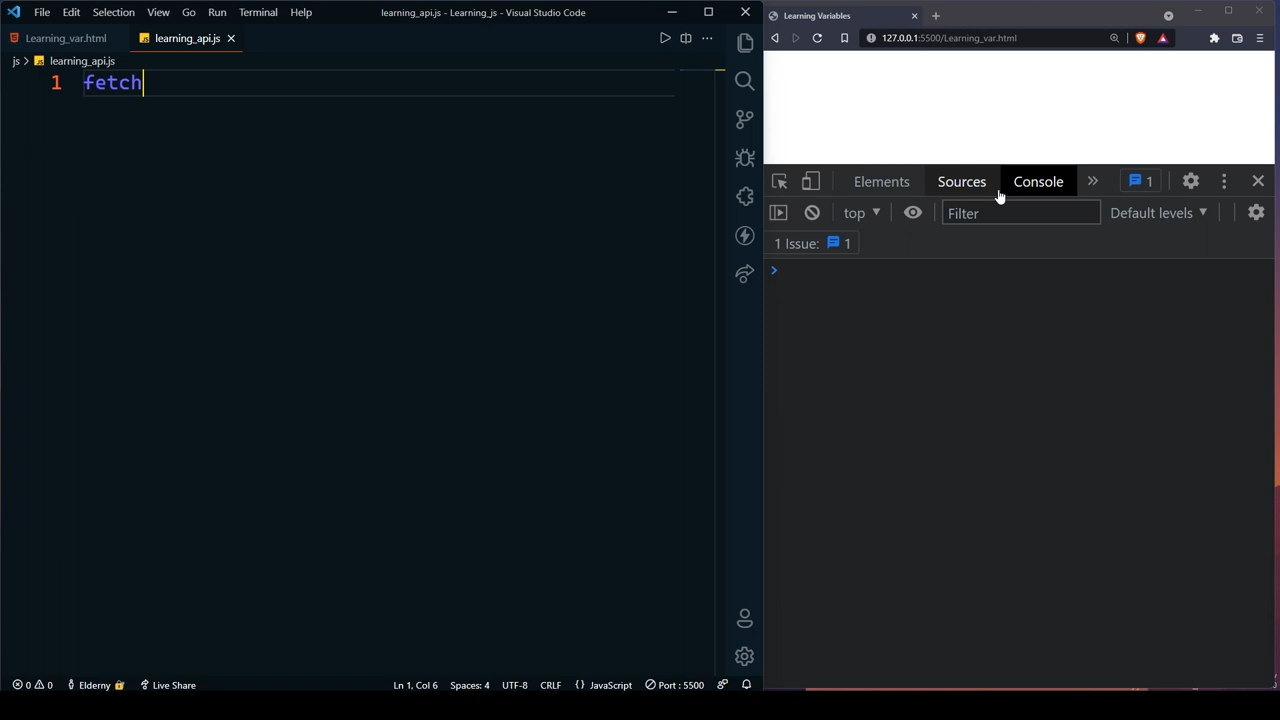 File Edit Selection View Go Run Terminal Help
learning_api.js - Learning_js - Visual Studio Code
Learning_var.html
learning_api.js
js > learning_api.js
1 fetch
Elderny
Live Share
0 0
Ln 1, Col 6
Spaces: 4
UTF-8
CRLF
{} JavaScript
Port : 5500
Learning Variables
127.0.0.1:5500/Learning_var.html
Elements Sources Console 1
top Filter Default levels
1 Issue: 1